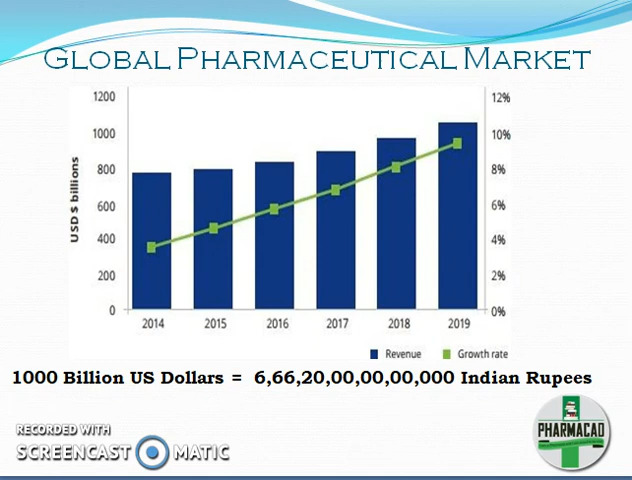 GLOBAL PHARMACEUTICAL MARKET
USD $ billions
1200
1000
800
600
400
200
0
12%
10%
8%
6%
4%
2%
0%
2014 2015 2016 2017 2018 2019
Revenue Growth rate
1000 Billion US Dollars = 6,66,20,00,00,00,000 Indian Rupees
RECORDED WITH
SCREENCAST MATIC
PHARMACAD